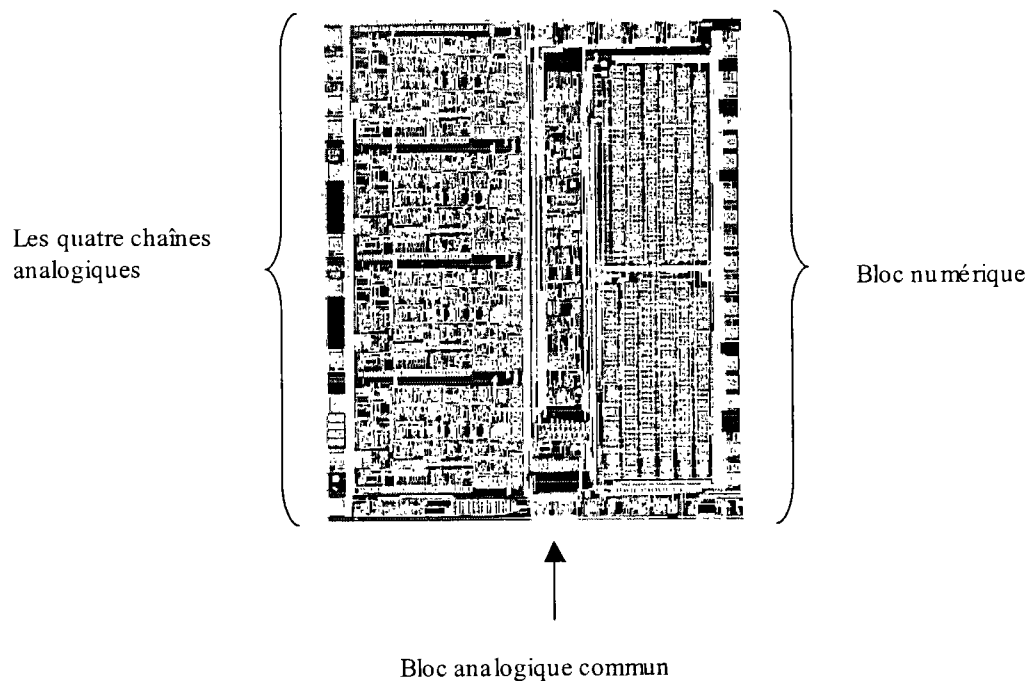 Les quatre chaînes
analogiques
Bloc numérique
Bloc analogique commun